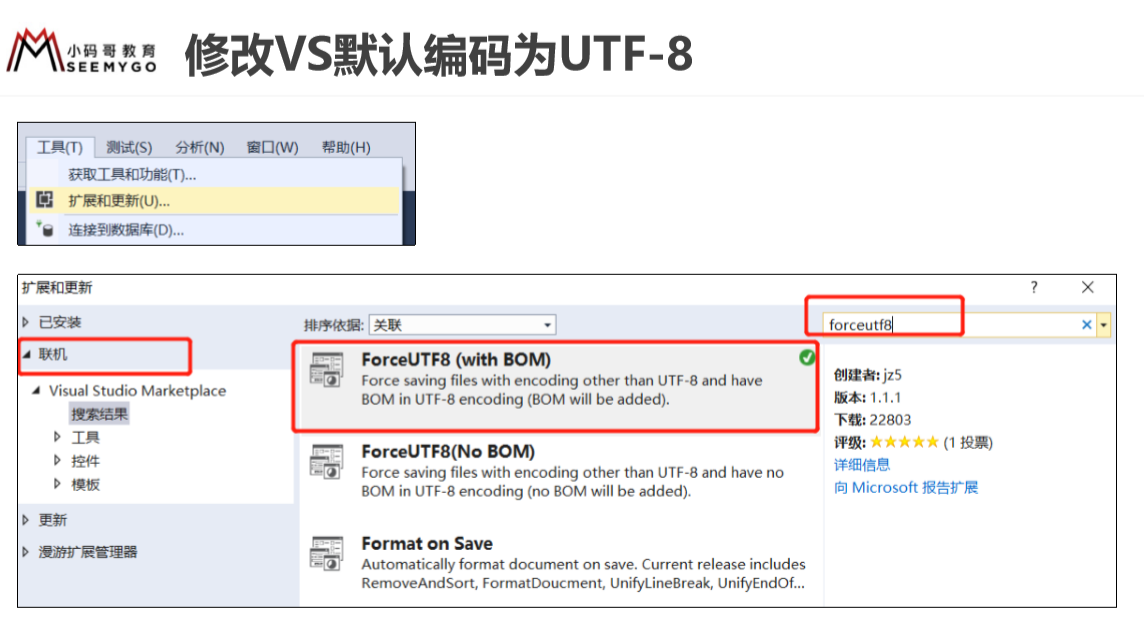 小码哥教育
SEEMYGO
修改VS默认编码为UTF-8
工具(T) 测试(S) 分析(N) 窗口(W) 帮助(H)
获取工具和功能(T)...
扩展和更新(U)...
连接到数据库(D)...
扩展和更新
?
已安装
排序依据: 关联
forceutf8
联机
Visual Studio Marketplace
搜索结果
工具
控件
模板
更新
漫游扩展管理器
ForceUTF8 (with BOM)
Force saving files with encoding other than UTF-8 and have
BOM in UTF-8 encoding (BOM will be added).
ForceUTF8(No BOM)
Force saving files with encoding other than UTF-8 and have no
BOM in UTF-8 encoding (no BOM will be added).
Format on Save
Automatically format document on save. Current release includes
RemoveAndSort, FormatDoucment, UnifyLineBreak, UnifyEndOf...
创建者: jz5
版本: 1.1.1
下载: 22803
评级: ★★★★★ (1 投票)
详细信息
向 Microsoft 报告扩展